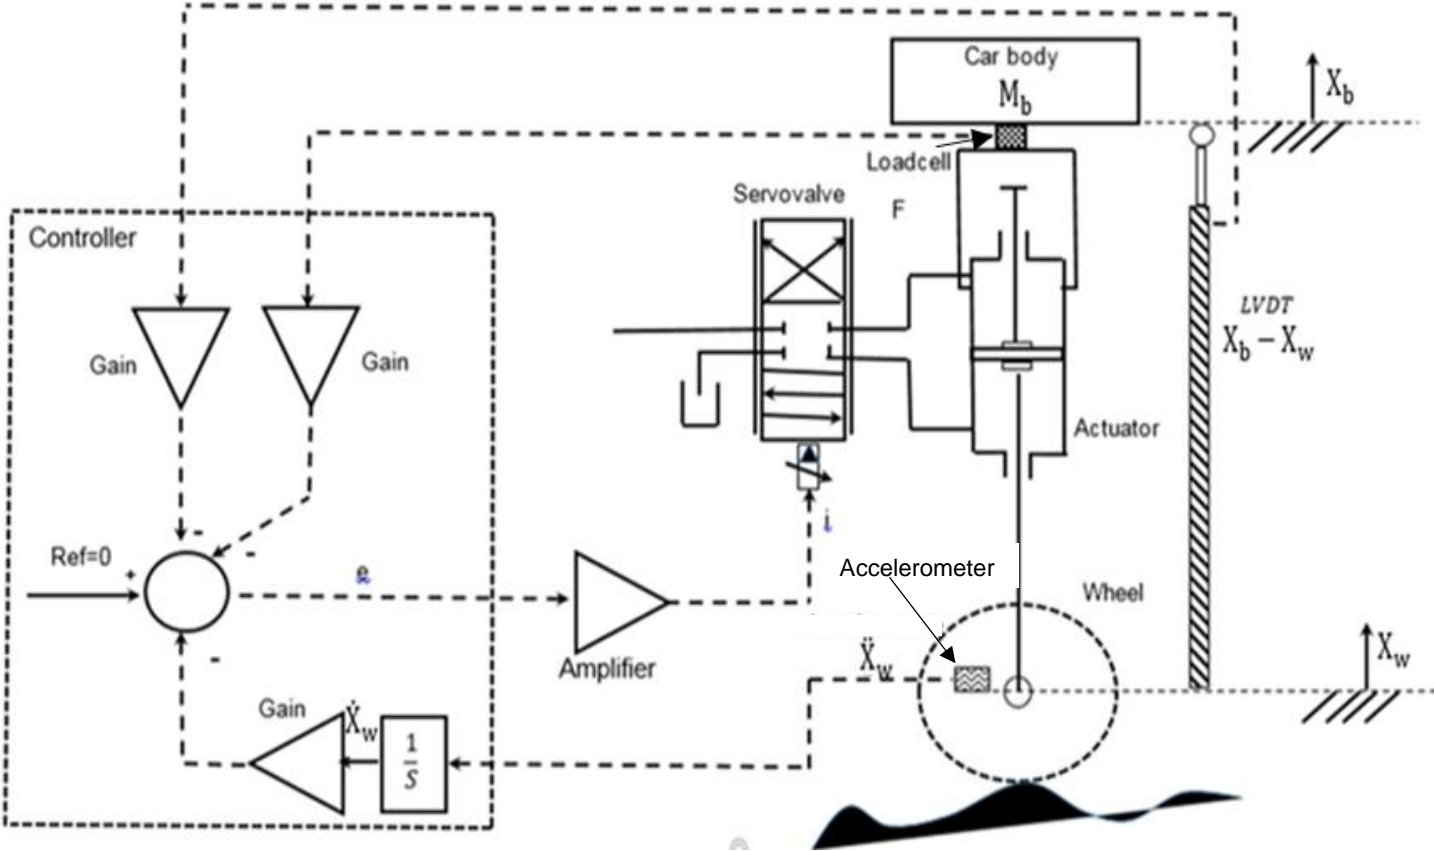 Car body
M_b
X_b
Loadcell
Servovalve
F
Controller
LVDT
X_b − X_w
Gain
Gain
Actuator
i
Ref=0
+
-
-
e
Accelerometer
Wheel
Ẍ_w
X_w
Amplifier
-
Gain
Ẋ_w
1
S